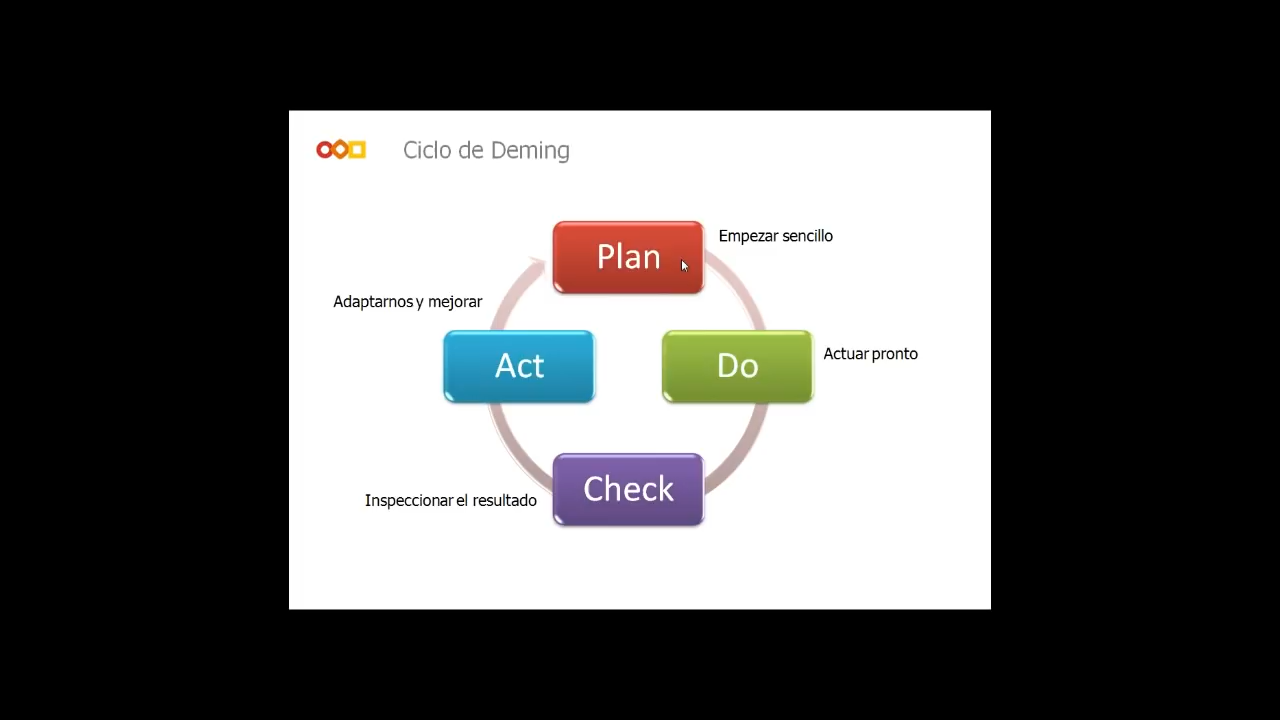 Ciclo de Deming
Plan
Empezar sencillo
Adaptarnos y mejorar
Act
Do
Actuar pronto
Check
Inspeccionar el resultado